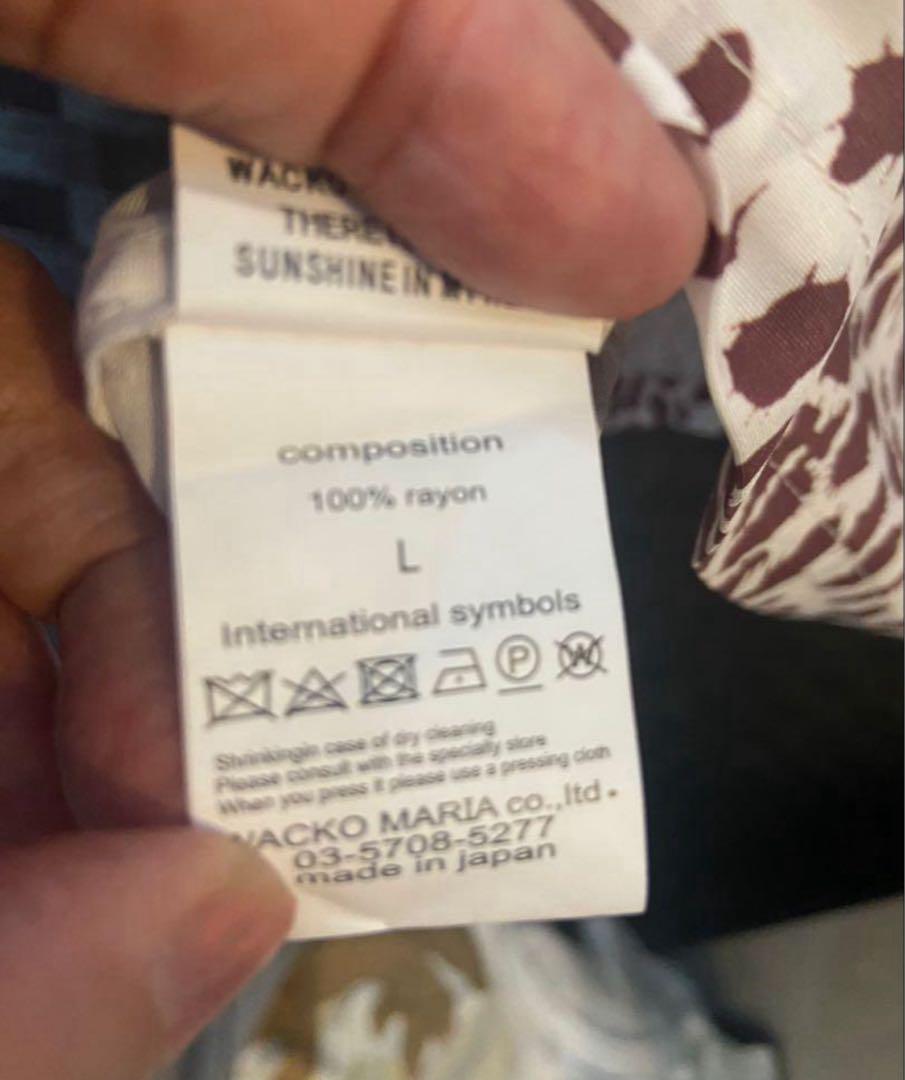 SUNSHINE IN
composition
100% rayon
L
International symbols
P W
Shrinkingin case of dry cleaning
Please consult with the specialty store
When you press it please use a pressing cloth
WACKO MARIA co.,ltd.
03-5708-5277
made in japan